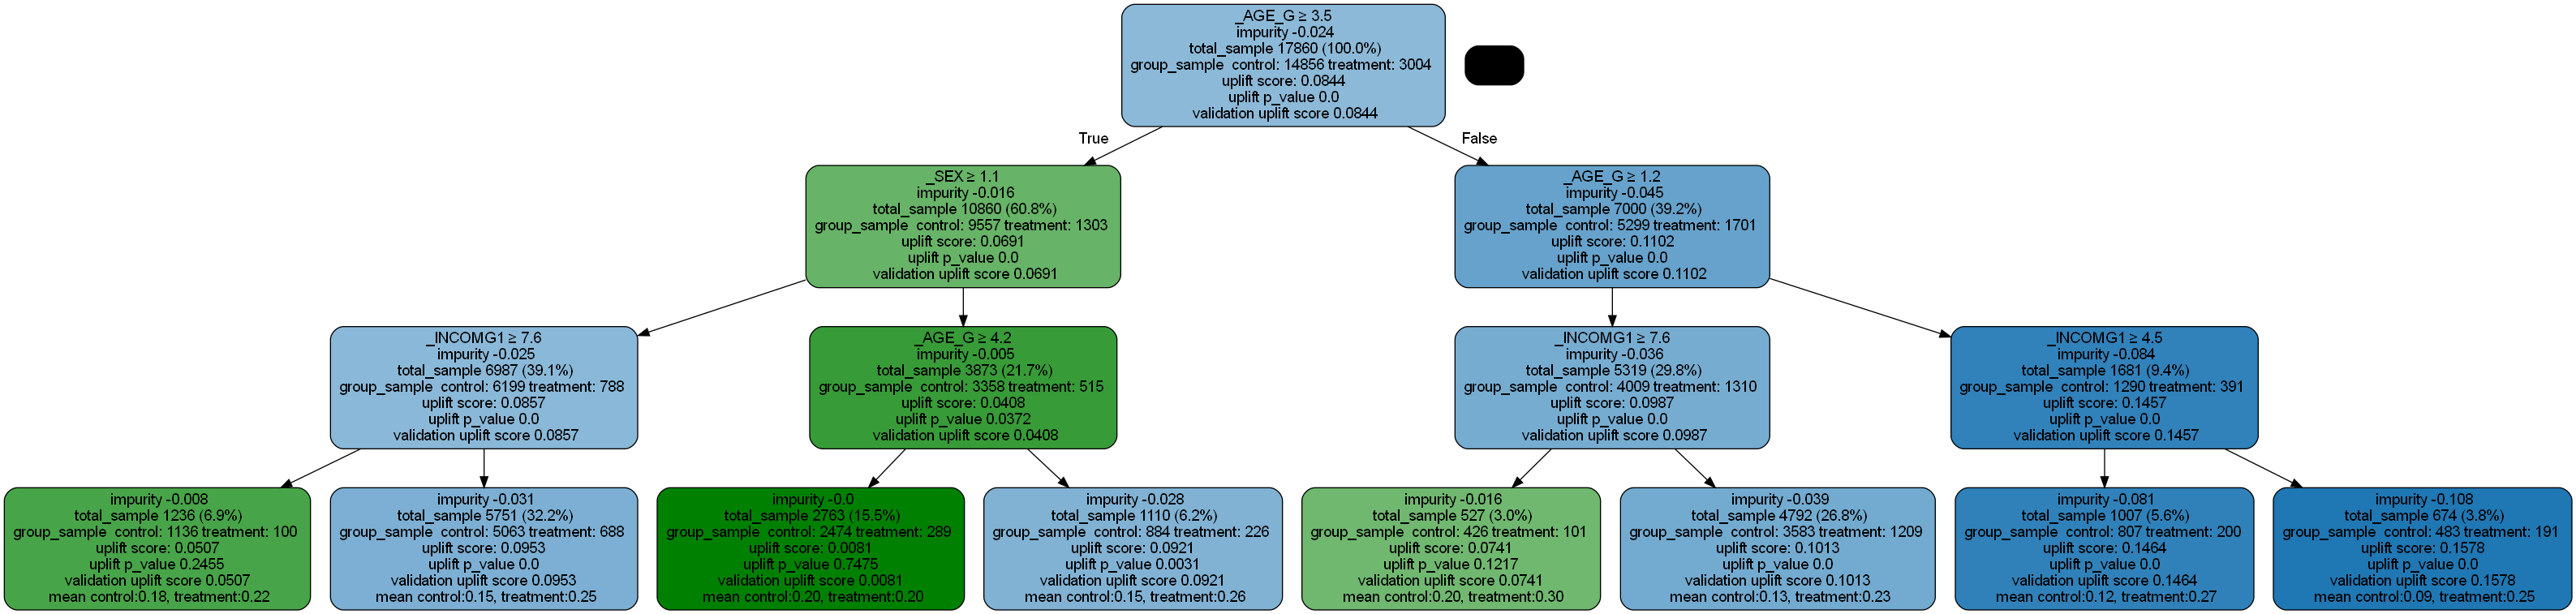 _AGE_G ≥ 3.5
impurity -0.024
total_sample 17860 (100.0%)
group_sample control: 14856 treatment: 3004
uplift score: 0.0844
uplift p_value 0.0
validation uplift score 0.0844
True
False
_SEX ≥ 1.1
impurity -0.016
total_sample 10860 (60.8%)
group_sample control: 9557 treatment: 1303
uplift score: 0.0691
uplift p_value 0.0
validation uplift score 0.0691
_AGE_G ≥ 1.2
impurity -0.045
total_sample 7000 (39.2%)
group_sample control: 5299 treatment: 1701
uplift score: 0.1102
uplift p_value 0.0
validation uplift score 0.1102
_INCOMG1 ≥ 7.6
impurity -0.025
total_sample 6987 (39.1%)
group_sample control: 6199 treatment: 788
uplift score: 0.0857
uplift p_value 0.0
validation uplift score 0.0857
_AGE_G ≥ 4.2
impurity -0.005
total_sample 3873 (21.7%)
group_sample control: 3358 treatment: 515
uplift score: 0.0408
uplift p_value 0.0372
validation uplift score 0.0408
_INCOMG1 ≥ 7.6
impurity -0.036
total_sample 5319 (29.8%)
group_sample control: 4009 treatment: 1310
uplift score: 0.0987
uplift p_value 0.0
validation uplift score 0.0987
_INCOMG1 ≥ 4.5
impurity -0.084
total_sample 1681 (9.4%)
group_sample control: 1290 treatment: 391
uplift score: 0.1457
uplift p_value 0.0
validation uplift score 0.1457
impurity -0.008
total_sample 1236 (6.9%)
group_sample control: 1136 treatment: 100
uplift score: 0.0507
uplift p_value 0.2455
validation uplift score 0.0507
mean control:0.18, treatment:0.22
impurity -0.031
total_sample 5751 (32.2%)
group_sample control: 5063 treatment: 688
uplift score: 0.0953
uplift p_value 0.0
validation uplift score 0.0953
mean control:0.15, treatment:0.25
impurity -0.0
total_sample 2763 (15.5%)
group_sample control: 2474 treatment: 289
uplift score: 0.0081
uplift p_value 0.7475
validation uplift score 0.0081
mean control:0.20, treatment:0.20
impurity -0.028
total_sample 1110 (6.2%)
group_sample control: 884 treatment: 226
uplift score: 0.0921
uplift p_value 0.0031
validation uplift score 0.0921
mean control:0.15, treatment:0.26
impurity -0.016
total_sample 527 (3.0%)
group_sample control: 426 treatment: 101
uplift score: 0.0741
uplift p_value 0.1217
validation uplift score 0.0741
mean control:0.20, treatment:0.30
impurity -0.039
total_sample 4792 (26.8%)
group_sample control: 3583 treatment: 1209
uplift score: 0.1013
uplift p_value 0.0
validation uplift score 0.1013
mean control:0.13, treatment:0.23
impurity -0.081
total_sample 1007 (5.6%)
group_sample control: 807 treatment: 200
uplift score: 0.1464
uplift p_value 0.0
validation uplift score 0.1464
mean control:0.12, treatment:0.27
impurity -0.108
total_sample 674 (3.8%)
group_sample control: 483 treatment: 191
uplift score: 0.1578
uplift p_value 0.0
validation uplift score 0.1578
mean control:0.09, treatment:0.25